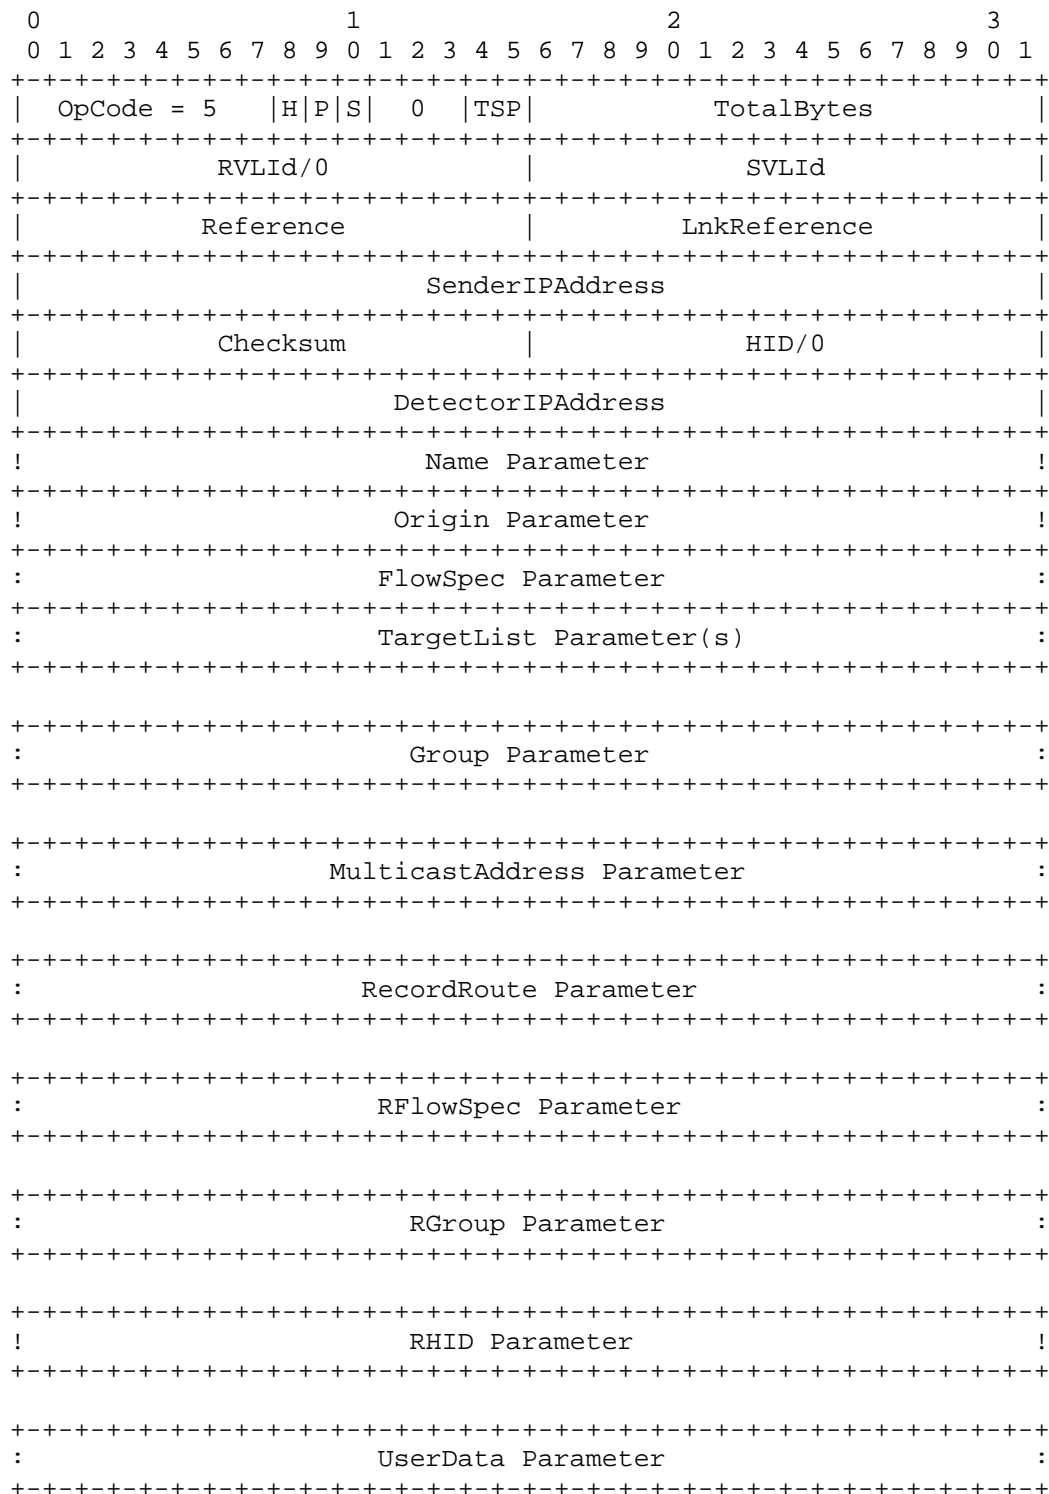 0                   1                   2                   3
 0 1 2 3 4 5 6 7 8 9 0 1 2 3 4 5 6 7 8 9 0 1 2 3 4 5 6 7 8 9 0 1
+-+-+-+-+-+-+-+-+-+-+-+-+-+-+-+-+-+-+-+-+-+-+-+-+-+-+-+-+-+-+-+-+
|  OpCode = 5   |H|P|S|  0  |TSP|           TotalBytes          |
+-+-+-+-+-+-+-+-+-+-+-+-+-+-+-+-+-+-+-+-+-+-+-+-+-+-+-+-+-+-+-+-+
|            RVLId/0            |             SVLId             |
+-+-+-+-+-+-+-+-+-+-+-+-+-+-+-+-+-+-+-+-+-+-+-+-+-+-+-+-+-+-+-+-+
|           Reference           |         LnkReference          |
+-+-+-+-+-+-+-+-+-+-+-+-+-+-+-+-+-+-+-+-+-+-+-+-+-+-+-+-+-+-+-+-+
|                         SenderIPAddress                       |
+-+-+-+-+-+-+-+-+-+-+-+-+-+-+-+-+-+-+-+-+-+-+-+-+-+-+-+-+-+-+-+-+
|            Checksum           |             HID/0             |
+-+-+-+-+-+-+-+-+-+-+-+-+-+-+-+-+-+-+-+-+-+-+-+-+-+-+-+-+-+-+-+-+
|                       DetectorIPAddress                       |
+-+-+-+-+-+-+-+-+-+-+-+-+-+-+-+-+-+-+-+-+-+-+-+-+-+-+-+-+-+-+-+-+
!                         Name Parameter                        !
+-+-+-+-+-+-+-+-+-+-+-+-+-+-+-+-+-+-+-+-+-+-+-+-+-+-+-+-+-+-+-+-+
!                       Origin Parameter                        !
+-+-+-+-+-+-+-+-+-+-+-+-+-+-+-+-+-+-+-+-+-+-+-+-+-+-+-+-+-+-+-+-+
:                      FlowSpec Parameter                       :
+-+-+-+-+-+-+-+-+-+-+-+-+-+-+-+-+-+-+-+-+-+-+-+-+-+-+-+-+-+-+-+-+
:                      TargetList Parameter(s)                  :
+-+-+-+-+-+-+-+-+-+-+-+-+-+-+-+-+-+-+-+-+-+-+-+-+-+-+-+-+-+-+-+-+

+-+-+-+-+-+-+-+-+-+-+-+-+-+-+-+-+-+-+-+-+-+-+-+-+-+-+-+-+-+-+-+-+
:                        Group Parameter                        :
+-+-+-+-+-+-+-+-+-+-+-+-+-+-+-+-+-+-+-+-+-+-+-+-+-+-+-+-+-+-+-+-+

+-+-+-+-+-+-+-+-+-+-+-+-+-+-+-+-+-+-+-+-+-+-+-+-+-+-+-+-+-+-+-+-+
:                   MulticastAddress Parameter                  :
+-+-+-+-+-+-+-+-+-+-+-+-+-+-+-+-+-+-+-+-+-+-+-+-+-+-+-+-+-+-+-+-+

+-+-+-+-+-+-+-+-+-+-+-+-+-+-+-+-+-+-+-+-+-+-+-+-+-+-+-+-+-+-+-+-+
:                     RecordRoute Parameter                     :
+-+-+-+-+-+-+-+-+-+-+-+-+-+-+-+-+-+-+-+-+-+-+-+-+-+-+-+-+-+-+-+-+

+-+-+-+-+-+-+-+-+-+-+-+-+-+-+-+-+-+-+-+-+-+-+-+-+-+-+-+-+-+-+-+-+
:                      RFlowSpec Parameter                      :
+-+-+-+-+-+-+-+-+-+-+-+-+-+-+-+-+-+-+-+-+-+-+-+-+-+-+-+-+-+-+-+-+

+-+-+-+-+-+-+-+-+-+-+-+-+-+-+-+-+-+-+-+-+-+-+-+-+-+-+-+-+-+-+-+-+
:                        RGroup Parameter                       :
+-+-+-+-+-+-+-+-+-+-+-+-+-+-+-+-+-+-+-+-+-+-+-+-+-+-+-+-+-+-+-+-+

+-+-+-+-+-+-+-+-+-+-+-+-+-+-+-+-+-+-+-+-+-+-+-+-+-+-+-+-+-+-+-+-+
!                        RHID Parameter                         !
+-+-+-+-+-+-+-+-+-+-+-+-+-+-+-+-+-+-+-+-+-+-+-+-+-+-+-+-+-+-+-+-+

+-+-+-+-+-+-+-+-+-+-+-+-+-+-+-+-+-+-+-+-+-+-+-+-+-+-+-+-+-+-+-+-+
:                      UserData Parameter                       :
+-+-+-+-+-+-+-+-+-+-+-+-+-+-+-+-+-+-+-+-+-+-+-+-+-+-+-+-+-+-+-+-+